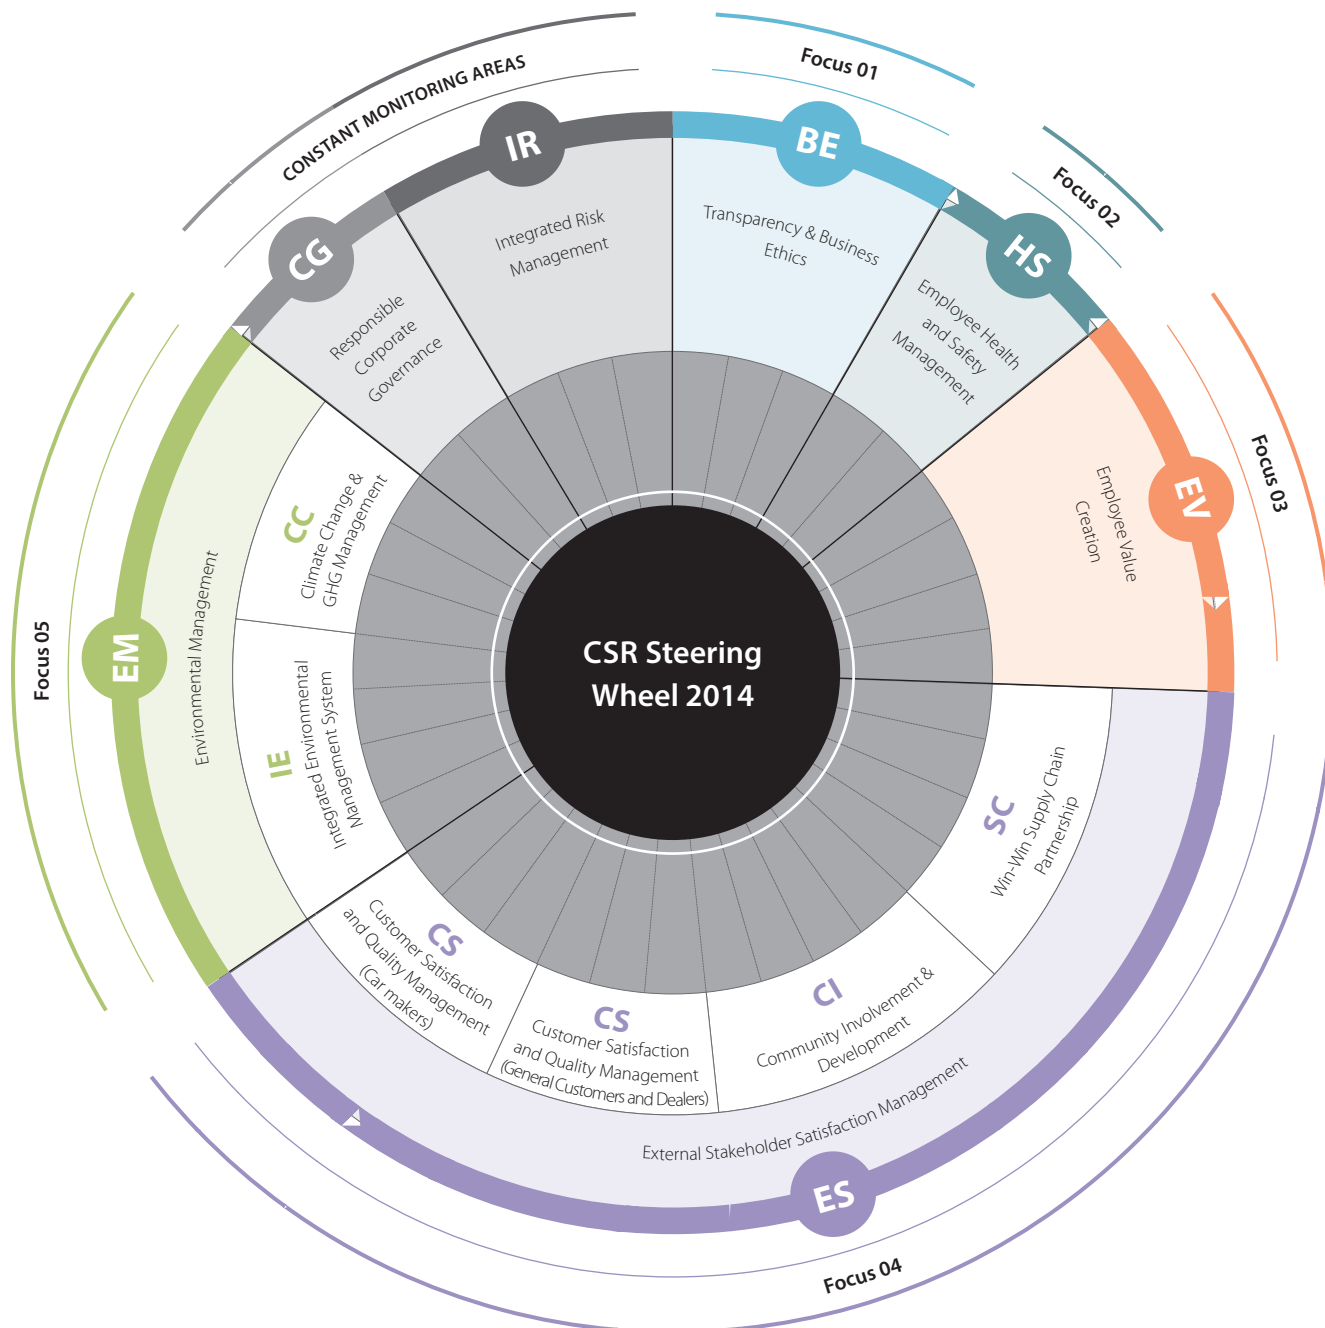 CONSTANT MONITORING AREAS
Focus 01
Focus 02
Focus 03
Focus 04
Focus 05
IR
Integrated Risk
Management
BE
Transparency & Business
Ethics
HS
Employee Health
and Safety
Management
EV
Employee Value
Creation
ES
External Stakeholder Satisfaction Management
SC
Win-Win Supply Chain
Partnership
CI
Community Involvement &
Development
CS
Customer Satisfaction
and Quality Management
(General Customers and Dealers)
CS
Customer Satisfaction
and Quality Management
(Car makers)
EM
Environmental Management
IE
Integrated Environmental
Management System
CC
Climate Change &
GHG Management
CG
Responsible
Corporate
Governance
CSR Steering
Wheel 2014